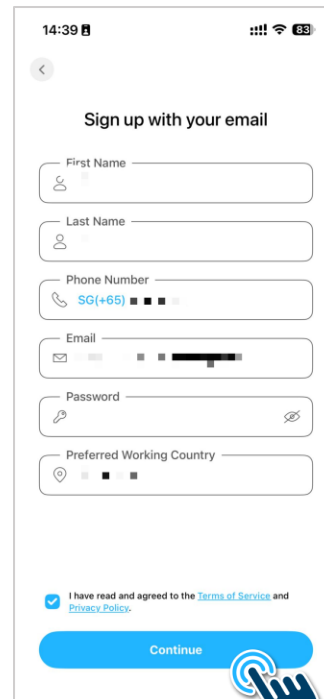 14:39
83
Sign up with your email
First Name
Last Name
Phone Number
SG(+65)
Email
Password
Preferred Working Country
I have read and agreed to the Terms of Service and
Privacy Policy.
Continue